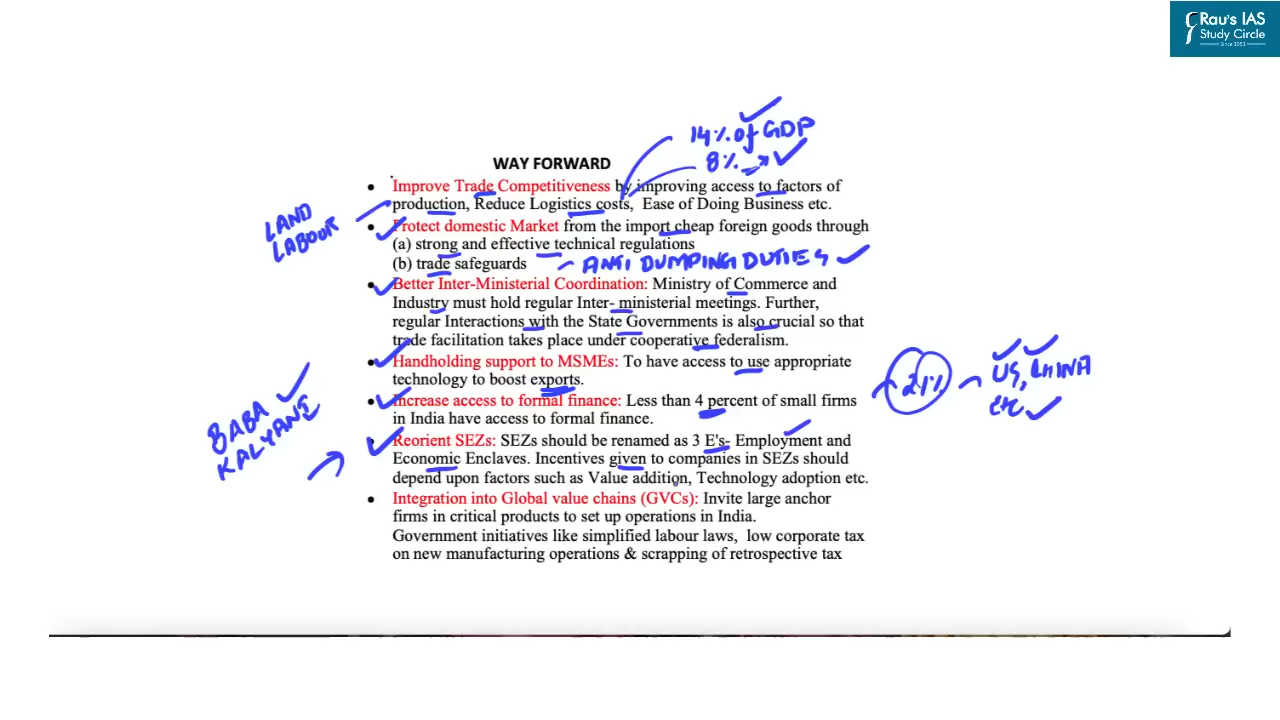 Rau's IAS
Study Circle
Since 1953
14% of GDP
8%
WAY FORWARD
Improve Trade Competitiveness by improving access to factors of
production, Reduce Logistics costs, Ease of Doing Business etc.
LAND
LABOUR
Protect domestic Market from the import cheap foreign goods through
(a) strong and effective technical regulations
(b) trade safeguards
ANTI DUMPING DUTIES
Better Inter-Ministerial Coordination: Ministry of Commerce and
Industry must hold regular Inter- ministerial meetings. Further,
regular Interactions with the State Governments is also crucial so that
trade facilitation takes place under cooperative federalism.
Handholding support to MSMEs: To have access to use appropriate
technology to boost exports.
Increase access to formal finance: Less than 4 percent of small firms
in India have access to formal finance.
21%
US, CHINA
etc
BABA
KALYANI
Reorient SEZs: SEZs should be renamed as 3 E's- Employment and
Economic Enclaves. Incentives given to companies in SEZs should
depend upon factors such as Value addition, Technology adoption etc.
Integration into Global value chains (GVCs): Invite large anchor
firms in critical products to set up operations in India.
Government initiatives like simplified labour laws, low corporate tax
on new manufacturing operations & scrapping of retrospective tax